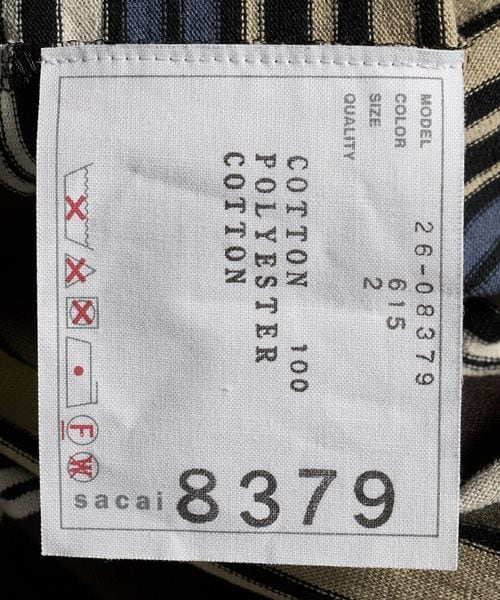 MODEL 26-08379
COLOR 615
SIZE 2
QUALITY
COTTON 100
POLYESTER
COTTON
F
W
sacai 8379